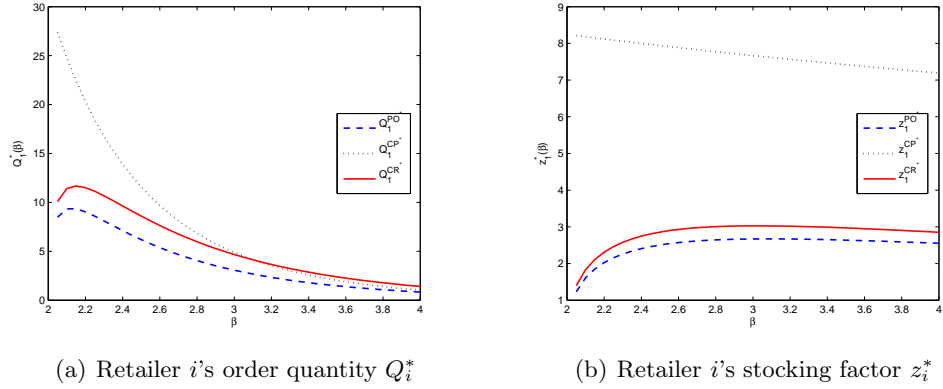 30
25
20
15
10
5
0
Q₁*(β)
2 2.2 2.4 2.6 2.8 3 3.2 3.4 3.6 3.8 4
β
Q₁^PO*
Q₁^CP*
Q₁^CR*
(a) Retailer i's order quantity Qᵢ*
9
8
7
6
5
4
3
2
1
z₁*(β)
2 2.2 2.4 2.6 2.8 3 3.2 3.4 3.6 3.8 4
β
z₁^PO*
z₁^CP*
z₁^CR*
(b) Retailer i's stocking factor zᵢ*